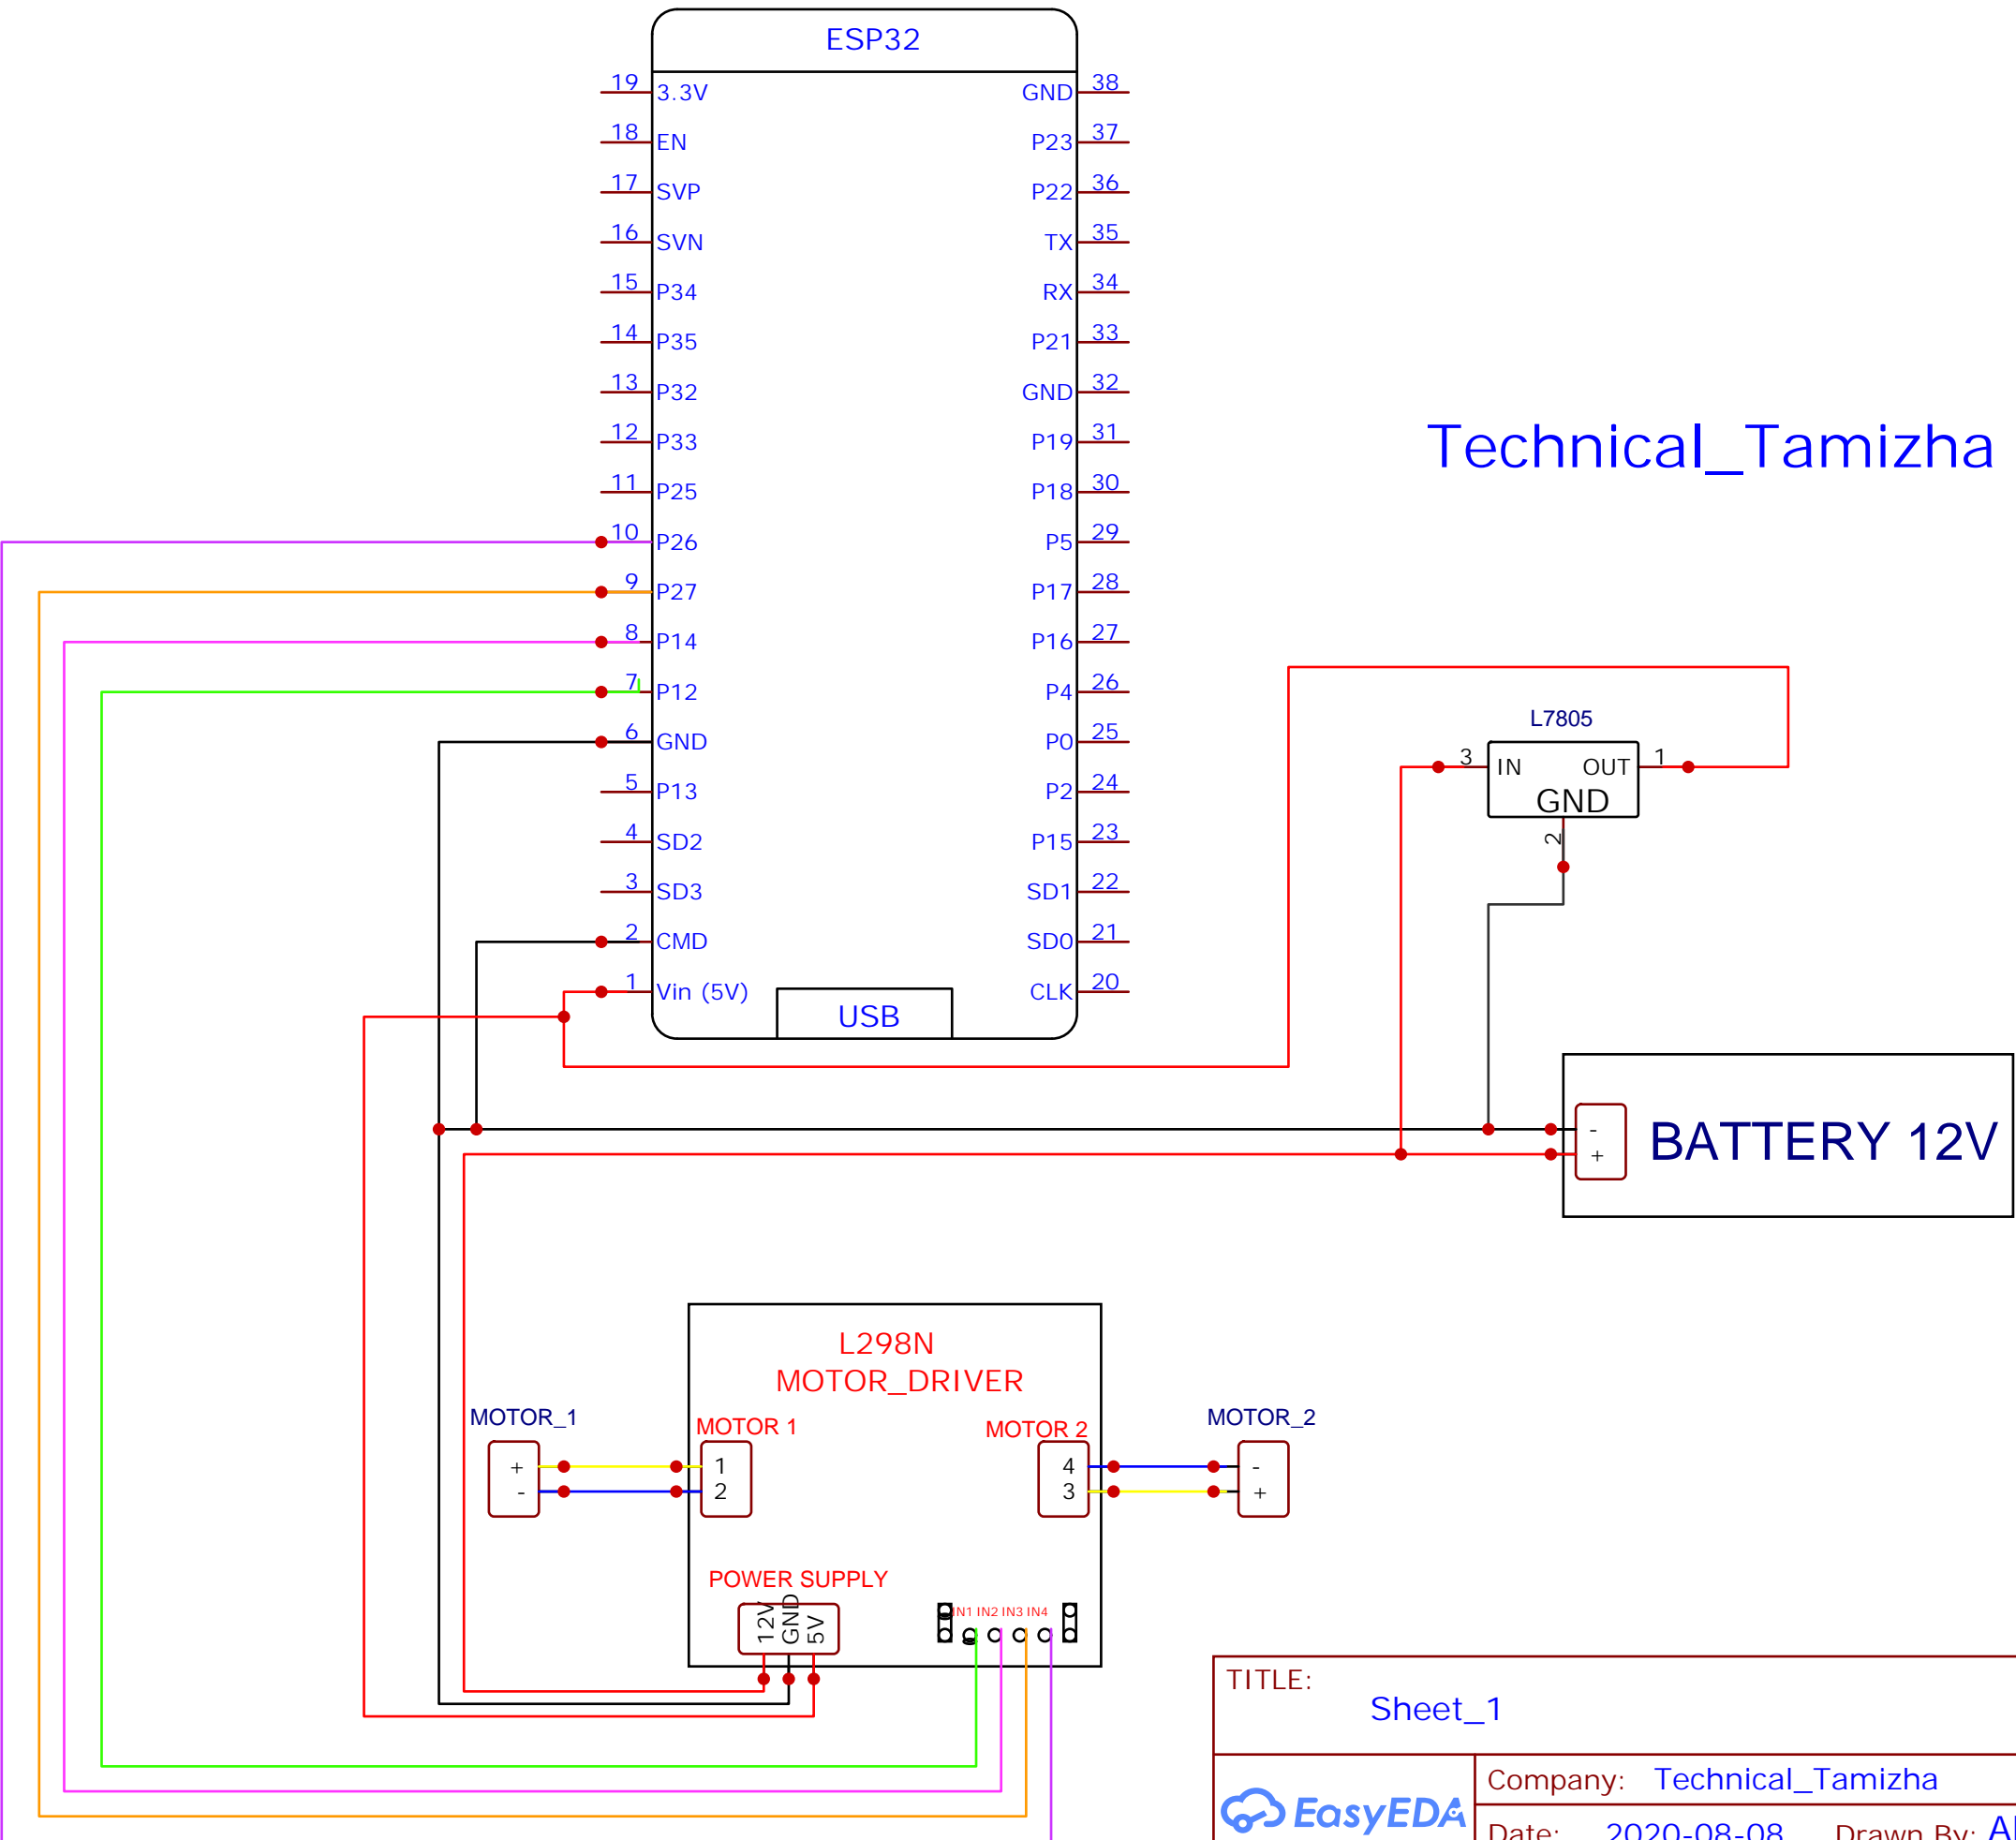 ESP32
19 3.3V GND 38
18 EN P23 37
17 SVP P22 36
16 SVN TX 35
15 P34 RX 34
14 P35 P21 33
13 P32 GND 32
12 P33 P19 31
11 P25 P18 30
10 P26 P5 29
9 P27 P17 28
8 P14 P16 27
7 P12 P4 26
6 GND P0 25
5 P13 P2 24
4 SD2 P15 23
3 SD3 SD1 22
2 CMD SD0 21
1 Vin (5V) CLK 20
USB
Technical_Tamizha
L7805
3 IN OUT 1
GND
2
-
+
BATTERY 12V
L298N
MOTOR_DRIVER
MOTOR_1
MOTOR 1
MOTOR 2
MOTOR_2
+ 1 4 -
- 2 3 +
POWER SUPPLY
12V
GND
5V
IN1 IN2 IN3 IN4
TITLE:
Sheet_1
EasyEDA
Company: Technical_Tamizha
Date: 2020-08-08 Drawn By: